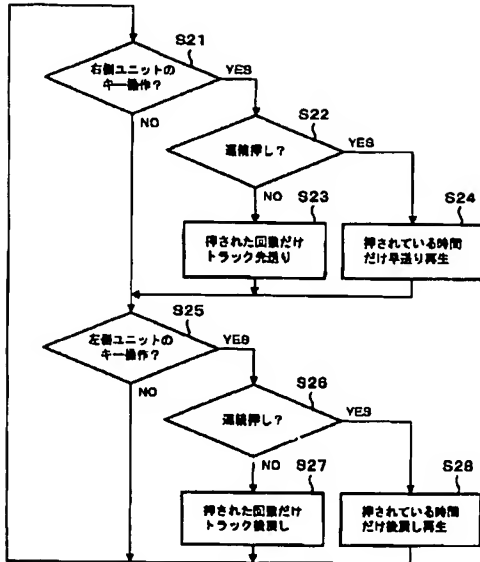 S21
右側ユニットの
キー操作？
YES
NO
S22
連続押し？
YES
NO
S23
押された回数だけ
トラック先送り
S24
押されている時間
だけ早送り再生
S25
左側ユニットの
キー操作？
YES
NO
S26
連続押し？
YES
NO
S27
押された回数だけ
トラック後戻し
S28
押されている時間
だけ後戻し再生